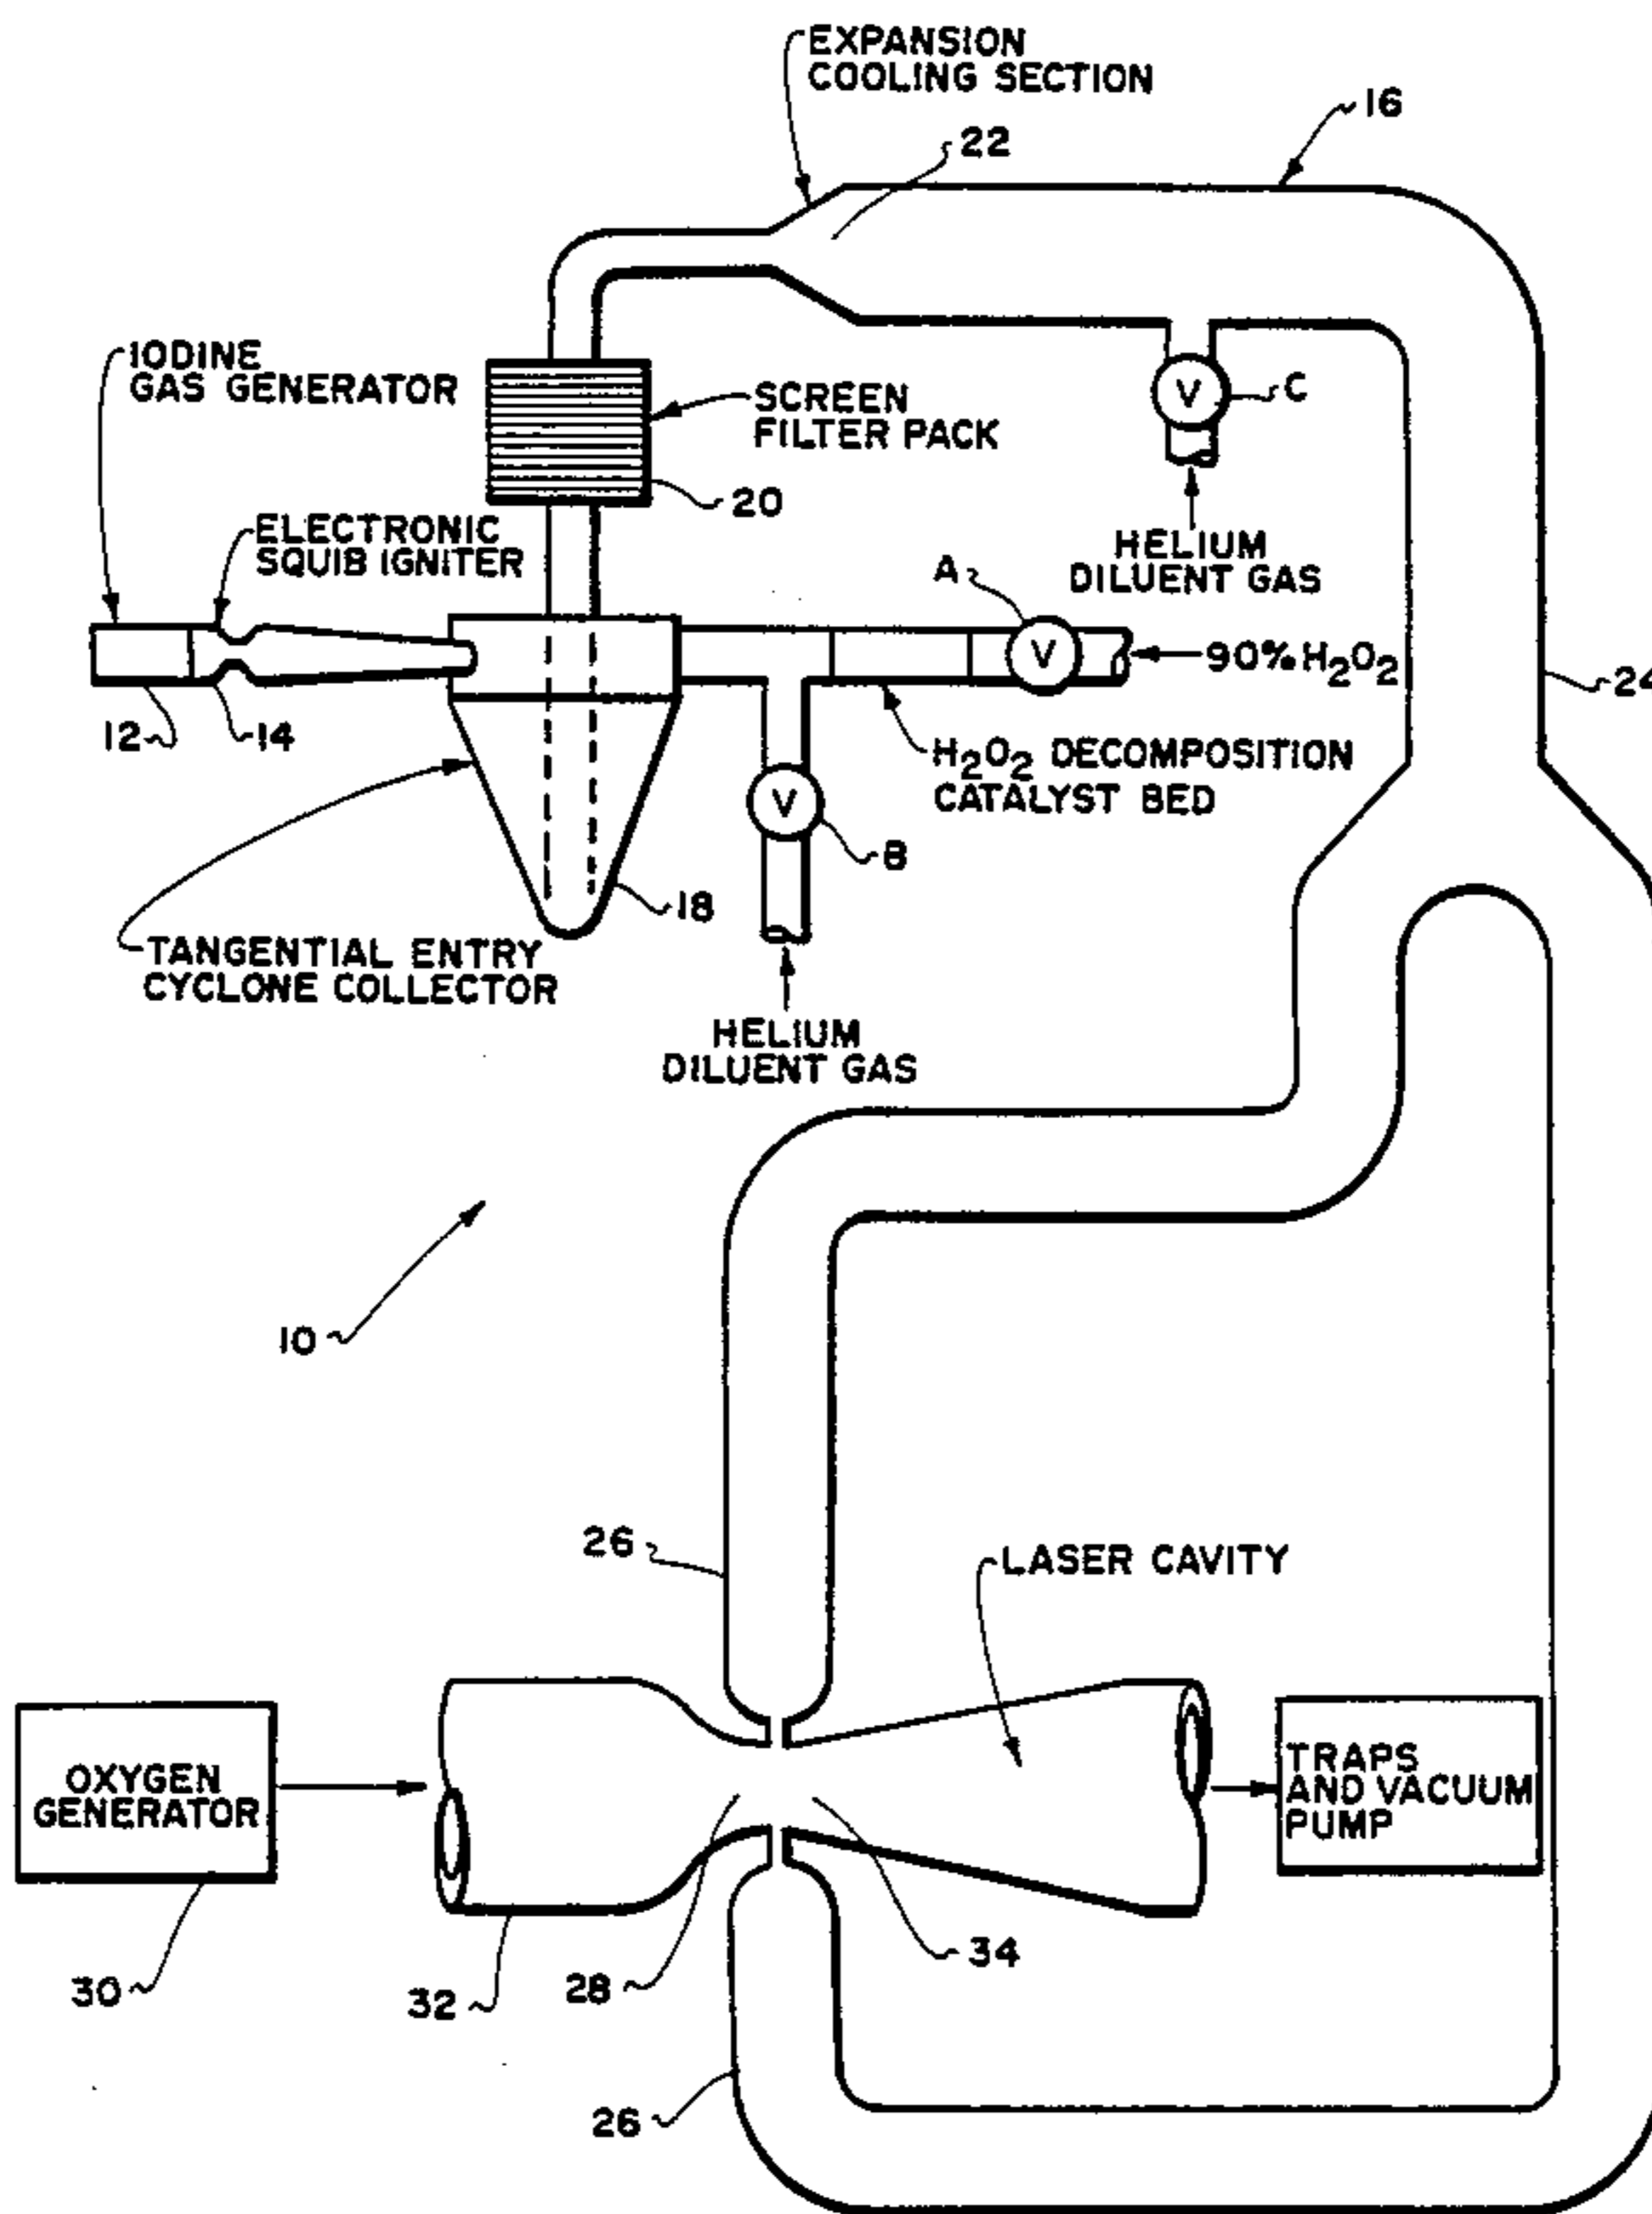 EXPANSION
COOLING SECTION
16
22
IODINE
GAS GENERATOR
SCREEN
FILTER PACK
V
C
20
ELECTRONIC
SQUIB IGNITER
HELIUM
DILUENT GAS
A
V
90% H2O2
24
12
14
H2O2 DECOMPOSITION
CATALYST BED
V
8
18
TANGENTIAL ENTRY
CYCLONE COLLECTOR
HELIUM
DILUENT GAS
10
26
LASER CAVITY
OXYGEN
GENERATOR
TRAPS
AND VACUUM
PUMP
34
30
32
28
26